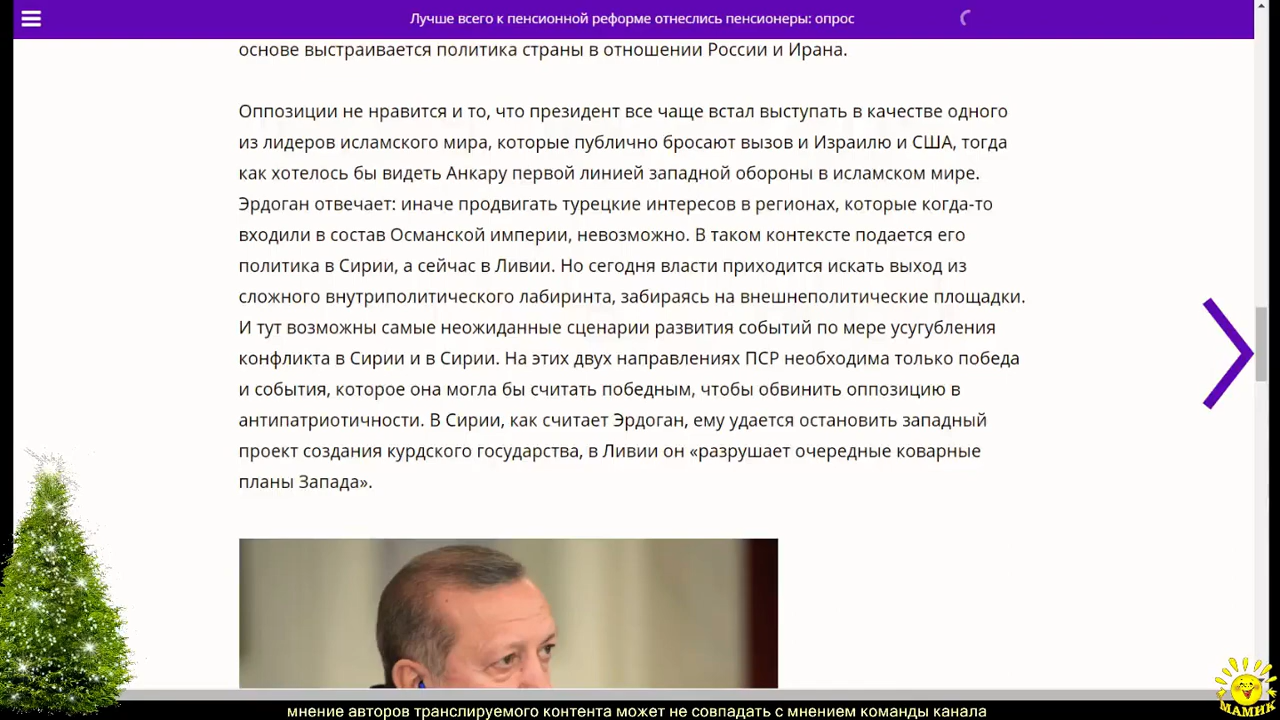 Лучше всего к пенсионной реформе отнеслись пенсионеры: опрос
основе выстраивается политика страны в отношении России и Ирана.
Оппозиции не нравится и то, что президент все чаще встал выступать в качестве одного
из лидеров исламского мира, которые публично бросают вызов и Израилю и США, тогда
как хотелось бы видеть Анкару первой линией западной обороны в исламском мире.
Эрдоган отвечает: иначе продвигать турецкие интересов в регионах, которые когда-то
входили в состав Османской империи, невозможно. В таком контексте подается его
политика в Сирии, а сейчас в Ливии. Но сегодня власти приходится искать выход из
сложного внутриполитического лабиринта, забираясь на внешнеполитические площадки.
И тут возможны самые неожиданные сценарии развития событий по мере усугубления
конфликта в Сирии и в Сирии. На этих двух направлениях ПСР необходима только победа
и события, которое она могла бы считать победным, чтобы обвинить оппозицию в
антипатриотичности. В Сирии, как считает Эрдоган, ему удается остановить западный
проект создания курдского государства, в Ливии он «разрушает очередные коварные
планы Запада».
МАМИК
мнение авторов транслируемого контента может не совпадать с мнением команды канала